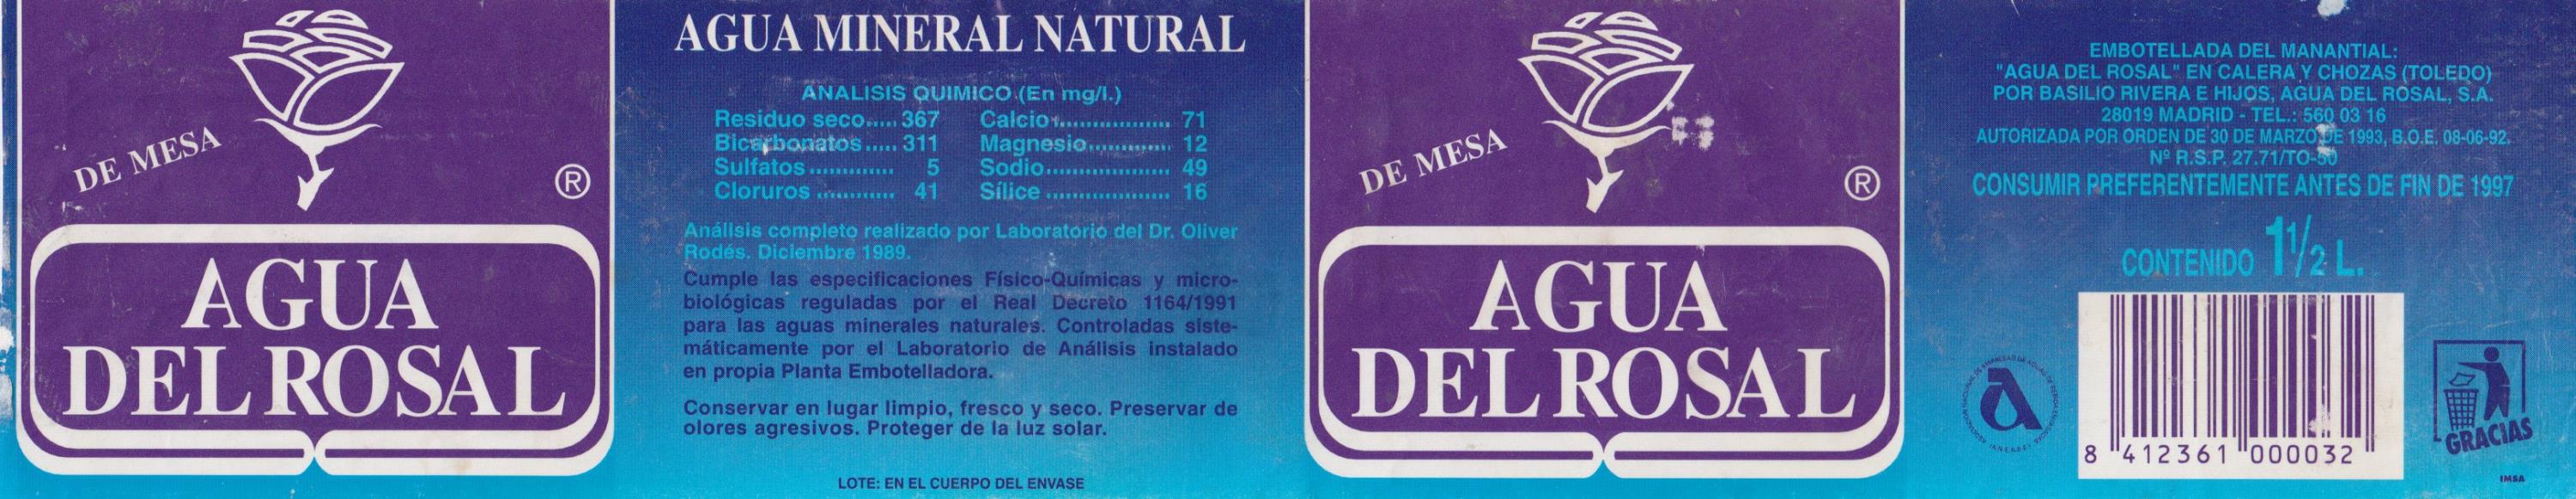 DE MESA
®
AGUA
DEL ROSAL
AGUA MINERAL NATURAL
ANALISIS QUIMICO (En mg/l.)
Residuo seco..... 367 Calcio.................. 71
Bicarbonatos ..... 311 Magnesio............. 12
Sulfatos ............. 5 Sodio................... 49
Cloruros ............ 41 Sílice ................... 16
Análisis completo realizado por Laboratorio del Dr. Oliver
Rodés. Diciembre 1989.
Cumple las especificaciones Físico-Químicas y micro-
biológicas reguladas por el Real Decreto 1164/1991
para las aguas minerales naturales. Controladas siste-
máticamente por el Laboratorio de Análisis instalado
en propia Planta Embotelladora.
Conservar en lugar limpio, fresco y seco. Preservar de
olores agresivos. Proteger de la luz solar.
LOTE: EN EL CUERPO DEL ENVASE
DE MESA
®
AGUA
DEL ROSAL
EMBOTELLADA DEL MANANTIAL:
"AGUA DEL ROSAL" EN CALERA Y CHOZAS (TOLEDO)
POR BASILIO RIVERA E HIJOS, AGUA DEL ROSAL, S.A.
28019 MADRID - TEL.: 560 03 16
AUTORIZADA POR ORDEN DE 30 DE MARZO DE 1993, B.O.E. 08-06-92.
Nº R.S.P. 27.71/TO-50
CONSUMIR PREFERENTEMENTE ANTES DE FIN DE 1997
CONTENIDO 1 1/2 L.
8 412361 000032
GRACIAS
IMSA